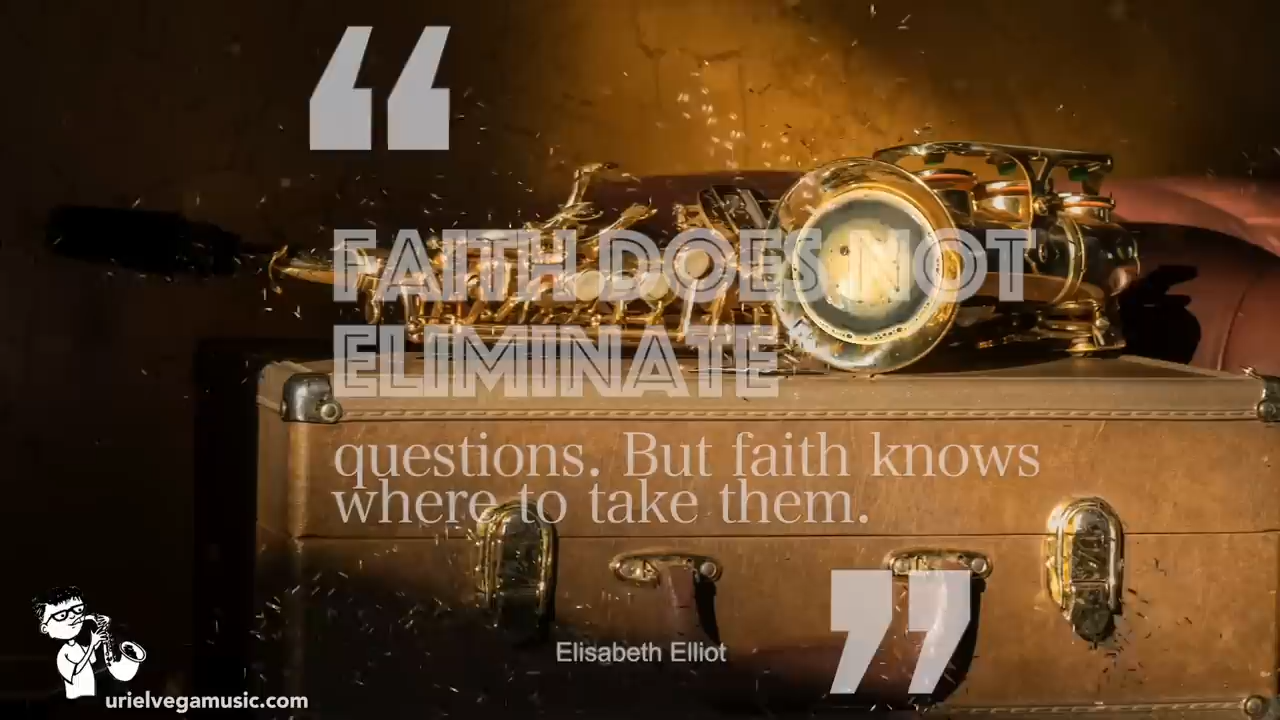 “
FAITH DOES NOT
ELIMINATE
questions. But faith knows
where to take them.
”
Elisabeth Elliot
urielvegamusic.com